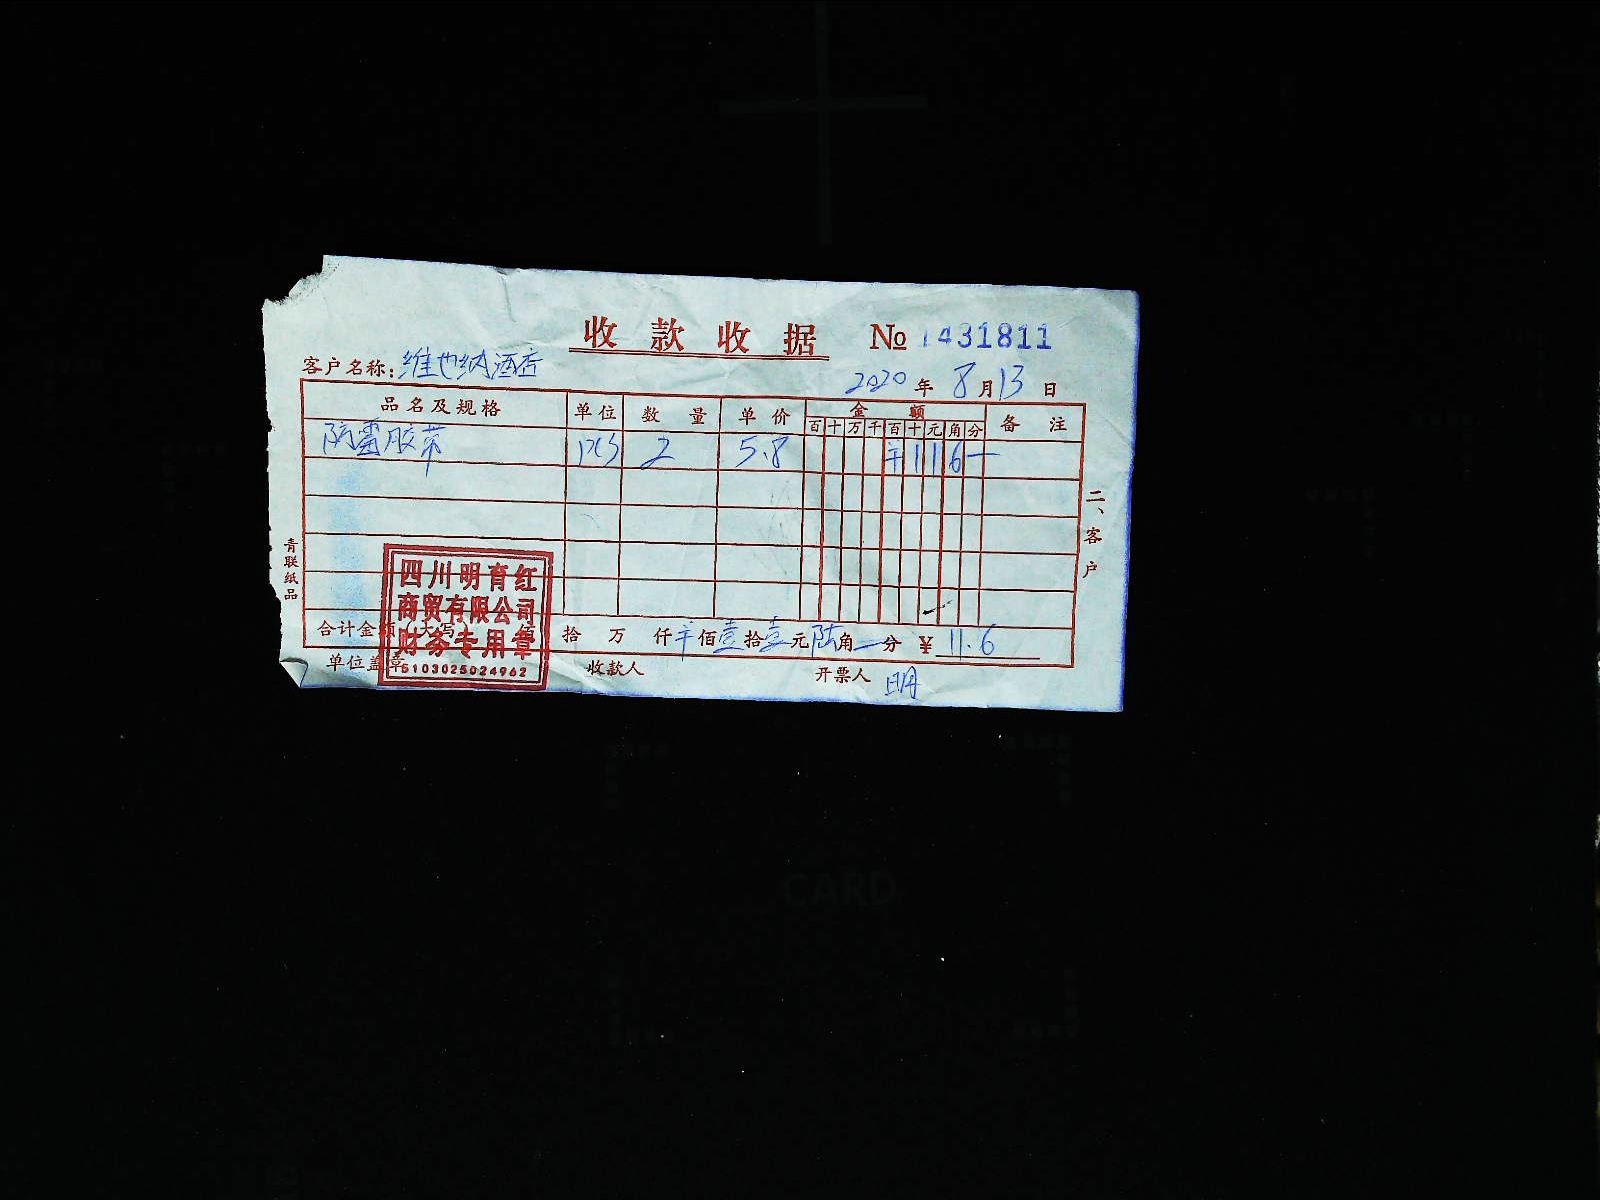 收款收据 № 1431811
客户名称：维也纳酒店 2020年8月13日
品名及规格 单位 数量 单价 金额 备注
百 十 万 千 百 十 元 角 分
防雷胶带 PCS 2 5.8 ¥ 1 1 6 —
二、客户
青联纸品
四川明育红
商贸有限公司
财务专用章
5103025024962
合计金额(大写) 佰 拾 万 仟 ¥ 佰 壹 拾 壹 元 陆 角 — 分 ¥ 11.6
单位盖章 收款人 开票人 明
CARD